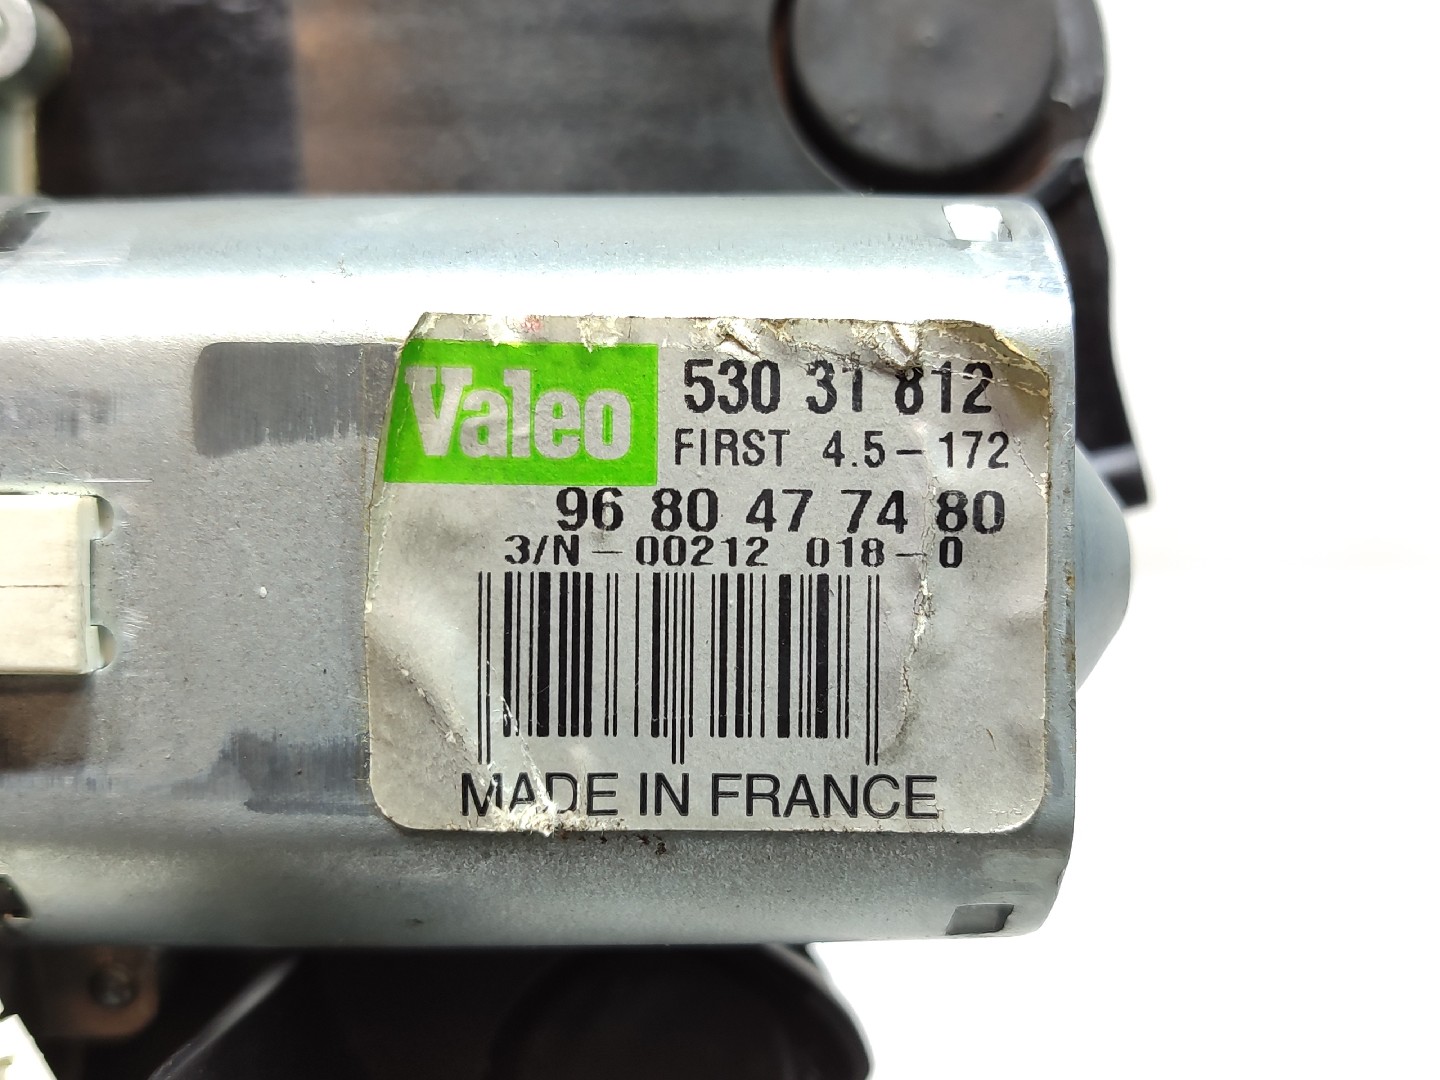 Valeo
530 31 812
FIRST 4.5-172
96 80 47 74 80
3/N-00212 018-0
MADE IN FRANCE